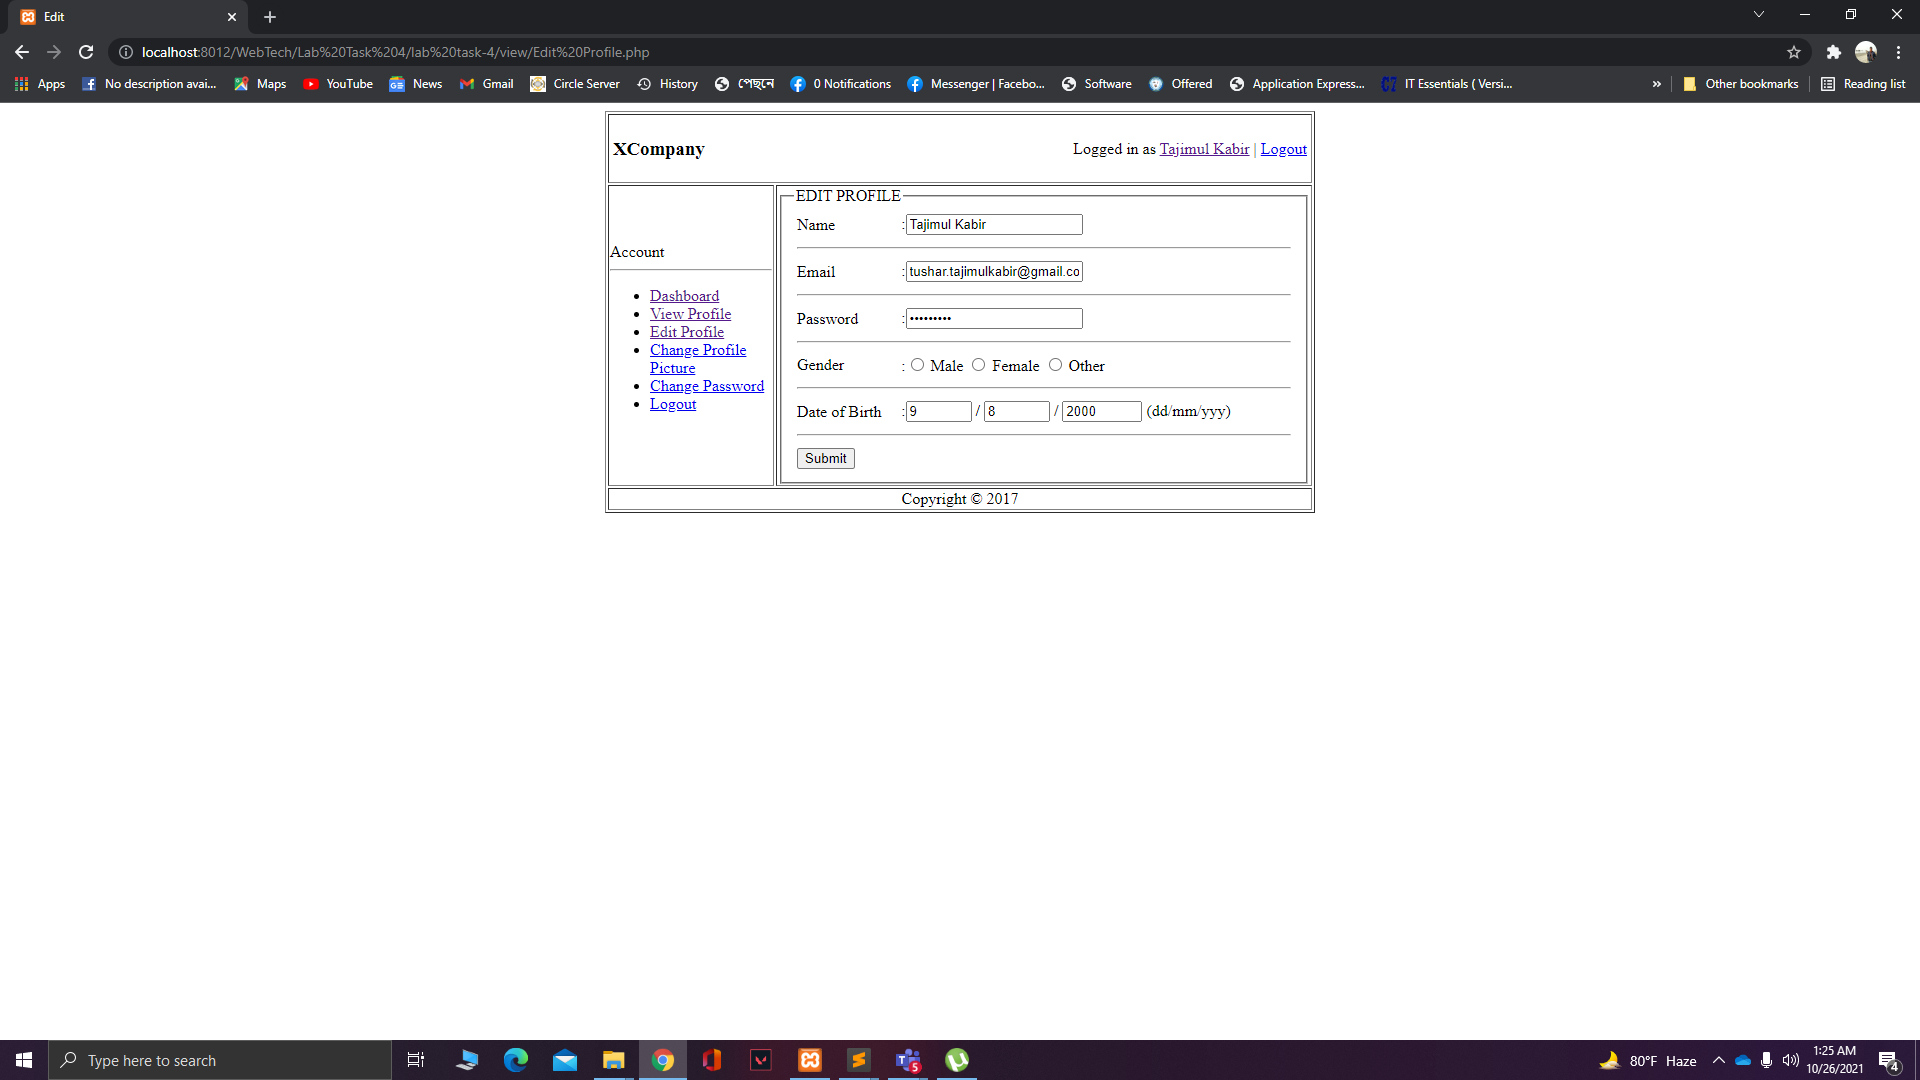 Edit
localhost:8012/WebTech/Lab%20Task%204/lab%20task-4/view/Edit%20Profile.php
Apps No description avai... Maps YouTube News Gmail Circle Server History পেছনে 0 Notifications Messenger | Facebo... Software Offered Application Express... IT Essentials ( Versi... » Other bookmarks Reading list
XCompany Logged in as Tajimul Kabir | Logout
EDIT PROFILE
Name :Tajimul Kabir
Account
Email :tushar.tajimulkabir@gmail.co
Dashboard
View Profile
Edit Profile
Change Profile
Picture
Change Password
Logout
Password :•••••••••
Gender : Male Female Other
Date of Birth :9 / 8 / 2000 (dd/mm/yyy)
Submit
Copyright © 2017
Type here to search
5
80°F Haze
1:25 AM
10/26/2021
4